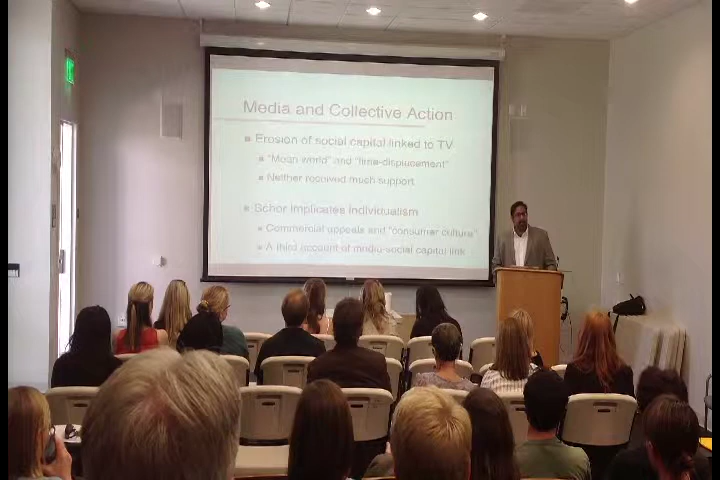 Media and Collective Action
■ Erosion of social capital linked to TV
■ "Mean world" and "time-displacement"
■ Neither received much support
■ Schor implicates individualism
■ Commercial appeals and "consumer culture"
■ A third account of media-social capital link